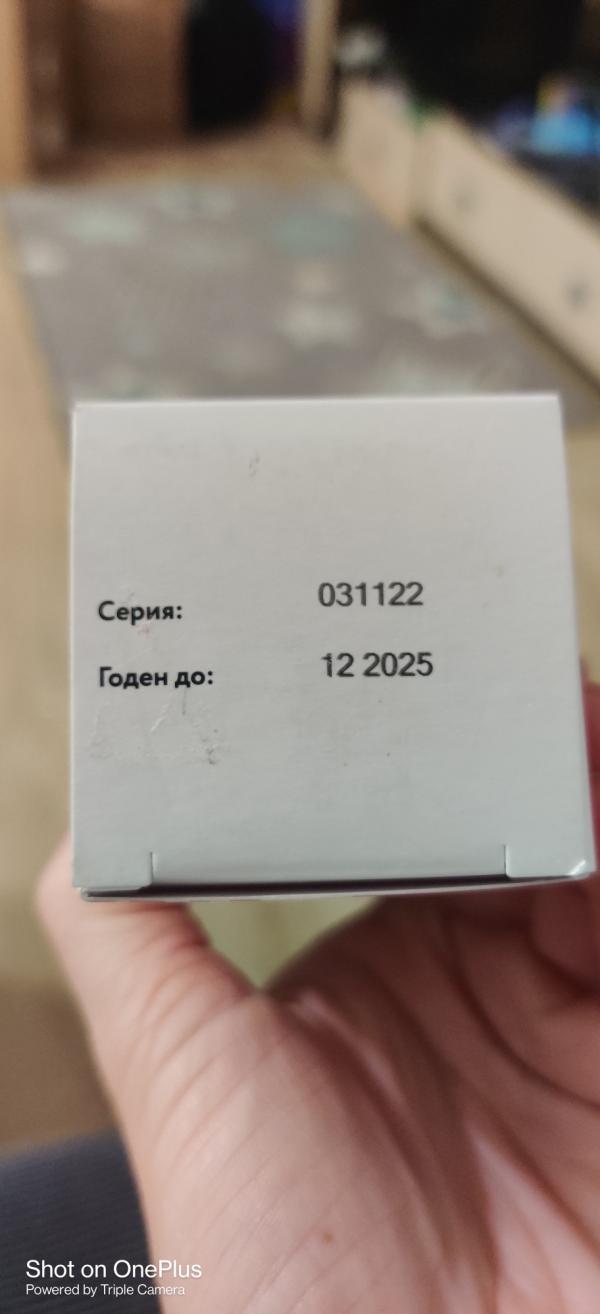 Серия: 031122
Годен до: 12 2025
Shot on OnePlus
Powered by Triple Camera